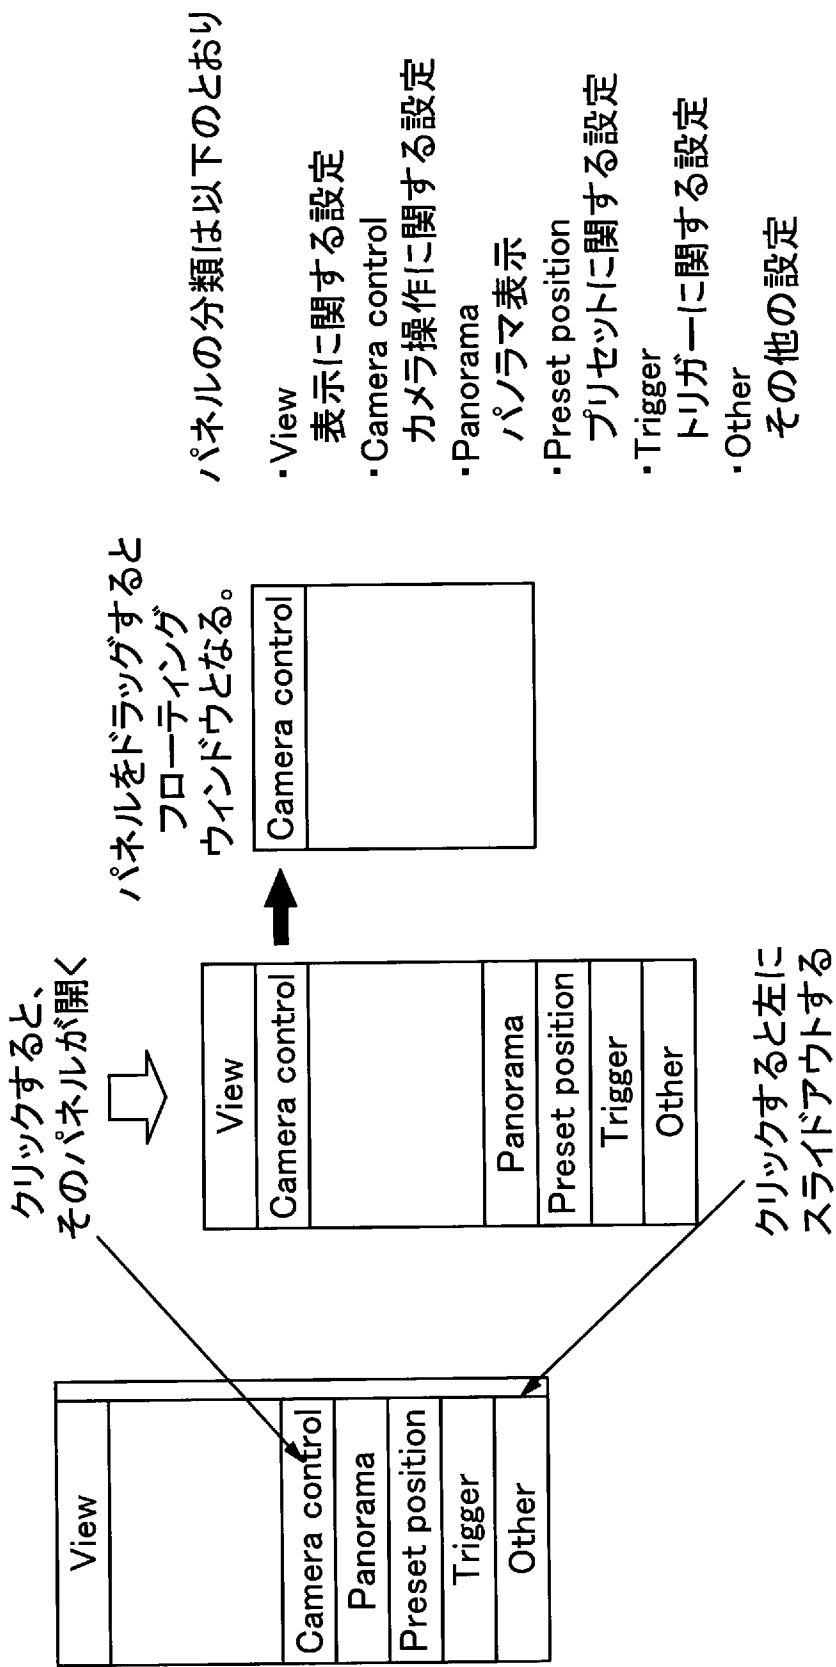 クリックすると、
そのパネルが開く
View
Camera control
Panorama
Preset position
Trigger
Other
View
Camera control
Panorama
Preset position
Trigger
Other
クリックすると左に
スライドアウトする
パネルをドラッグすると
フローティング
ウィンドウとなる。
Camera control
パネルの分類は以下のとおり
・View
表示に関する設定
・Camera control
カメラ操作に関する設定
・Panorama
パノラマ表示
・Preset position
プリセットに関する設定
・Trigger
トリガーに関する設定
・Other
その他の設定